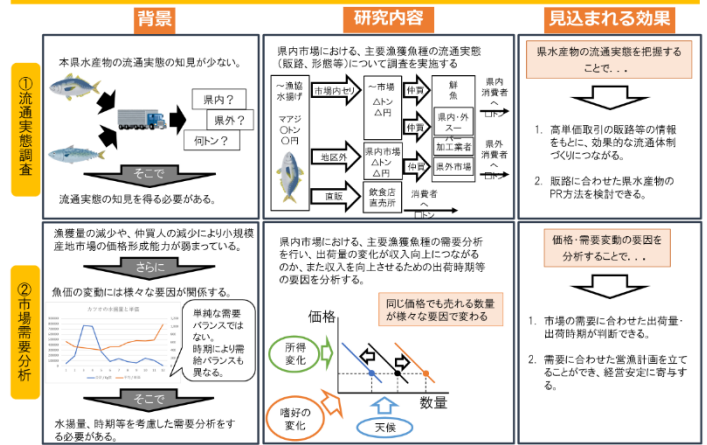 背景
研究内容
見込まれる効果
①流通実態調査
本県水産物の流通実態の知見が少ない。
県内？
県外？
何トン？
そこで
流通実態の知見を得る必要がある。
県内市場における、主要漁獲魚種の流通実態
（販路、形態等）について調査を実施する
～漁協
水揚げ
マアジ
〇トン
〇円
市場内セリ
～市場
△トン
△円
仲買
鮮
魚
県内
消費者
へ
□トン
仲買
県内・外
スー
パー
加工業者
県外市場
県外
消費者
へ
□トン
地区外
県内市場
△トン
△円
仲買
直販
飲食店
直売所
消費者
へ
□トン
県水産物の流通実態を把握する
ことで．．．
1. 高単価取引の販路等の情報
をもとに、効果的な流通体制
づくりにつながる。
2. 販路に合わせた県水産物の
PR方法を検討できる。
②市場需要分析
漁獲量の減少や、仲買人の減少により小規模
産地市場の価格形成能力が弱まっている。
さらに
魚価の変動には様々な要因が関係する。
カツオの水揚量と単価
1 2 3 4 5 6 7 8 9 10 11 12
単純な需要
バランスでは
ない。
時期により需
給バランスも
異なる。
そこで
水揚量、時期等を考慮した需要分析をす
る必要がある。
県内市場における、主要漁獲魚種の需要分析
を行い、出荷量の変化が収入向上につながる
のか、また収入を向上させるための出荷時期等
の要因を分析する。
同じ価格でも売れる数量
が様々な要因で変わる
価格
所得
変化
数量
嗜好の
変化
天候
価格・需要変動の要因を
分析することで．．．
1. 市場の需要に合わせた出荷量・
出荷時期が判断できる。
2. 需要に合わせた営漁計画を立て
ることができ、経営安定に寄与す
る。